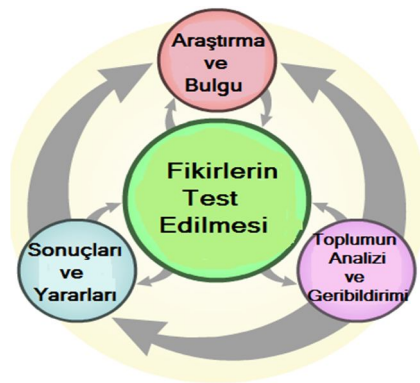 Araştırma
ve
Bulgu
Fikirlerin
Test
Edilmesi
Sonuçları
ve
Yararları
Toplumun
Analizi
ve
Geribildirimi